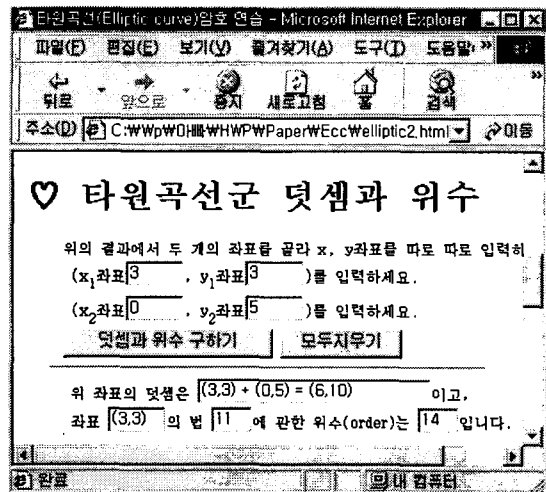 타원곡선(Elliptic curve)암호 연습 - Microsoft Internet Explorer
파일(F) 편집(E) 보기(V) 즐겨찾기(A) 도구(T) 도움말 »
뒤로 앞으로 중지 새로고침 홈 검색 »
주소(D) C:\\Wp\ \HWP\Paper\Ecc\elliptic2.html 이동
♡ 타원곡선군 덧셈과 위수
위의 결과에서 두 개의 좌표를 골라 x, y좌표를 따로 따로 입력하
(x₁좌표 3 , y₁좌표 3 )를 입력하세요.
(x₂좌표 0 , y₂좌표 5 )를 입력하세요.
덧셈과 위수 구하기 모두지우기
위 좌표의 덧셈은 (3,3) + (0,5) = (6,10) 이고,
좌표 (3,3) 의 법 11 에 관한 위수(order)는 14 입니다.
완료 내 컴퓨터